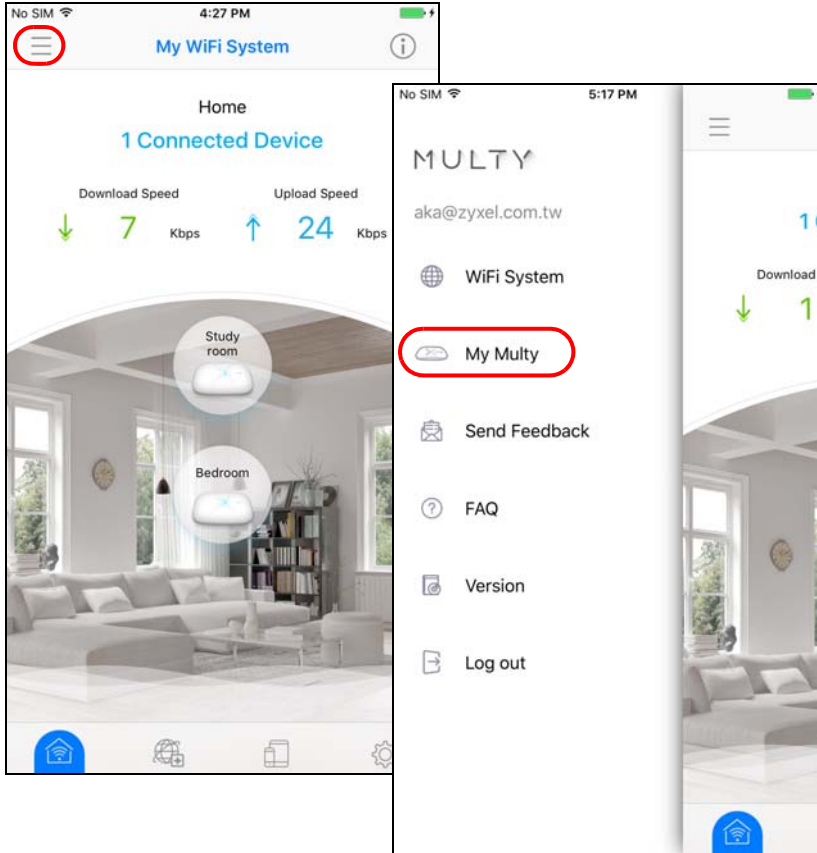 No SIM 4:27 PM
My WiFi System
Home
1 Connected Device
Download Speed Upload Speed
7 Kbps 24 Kbps
Study
room
Bedroom
No SIM 5:17 PM
MULTY
aka@zyxel.com.tw
WiFi System
My Multy
Send Feedback
FAQ
Version
Log out
1
Download
1